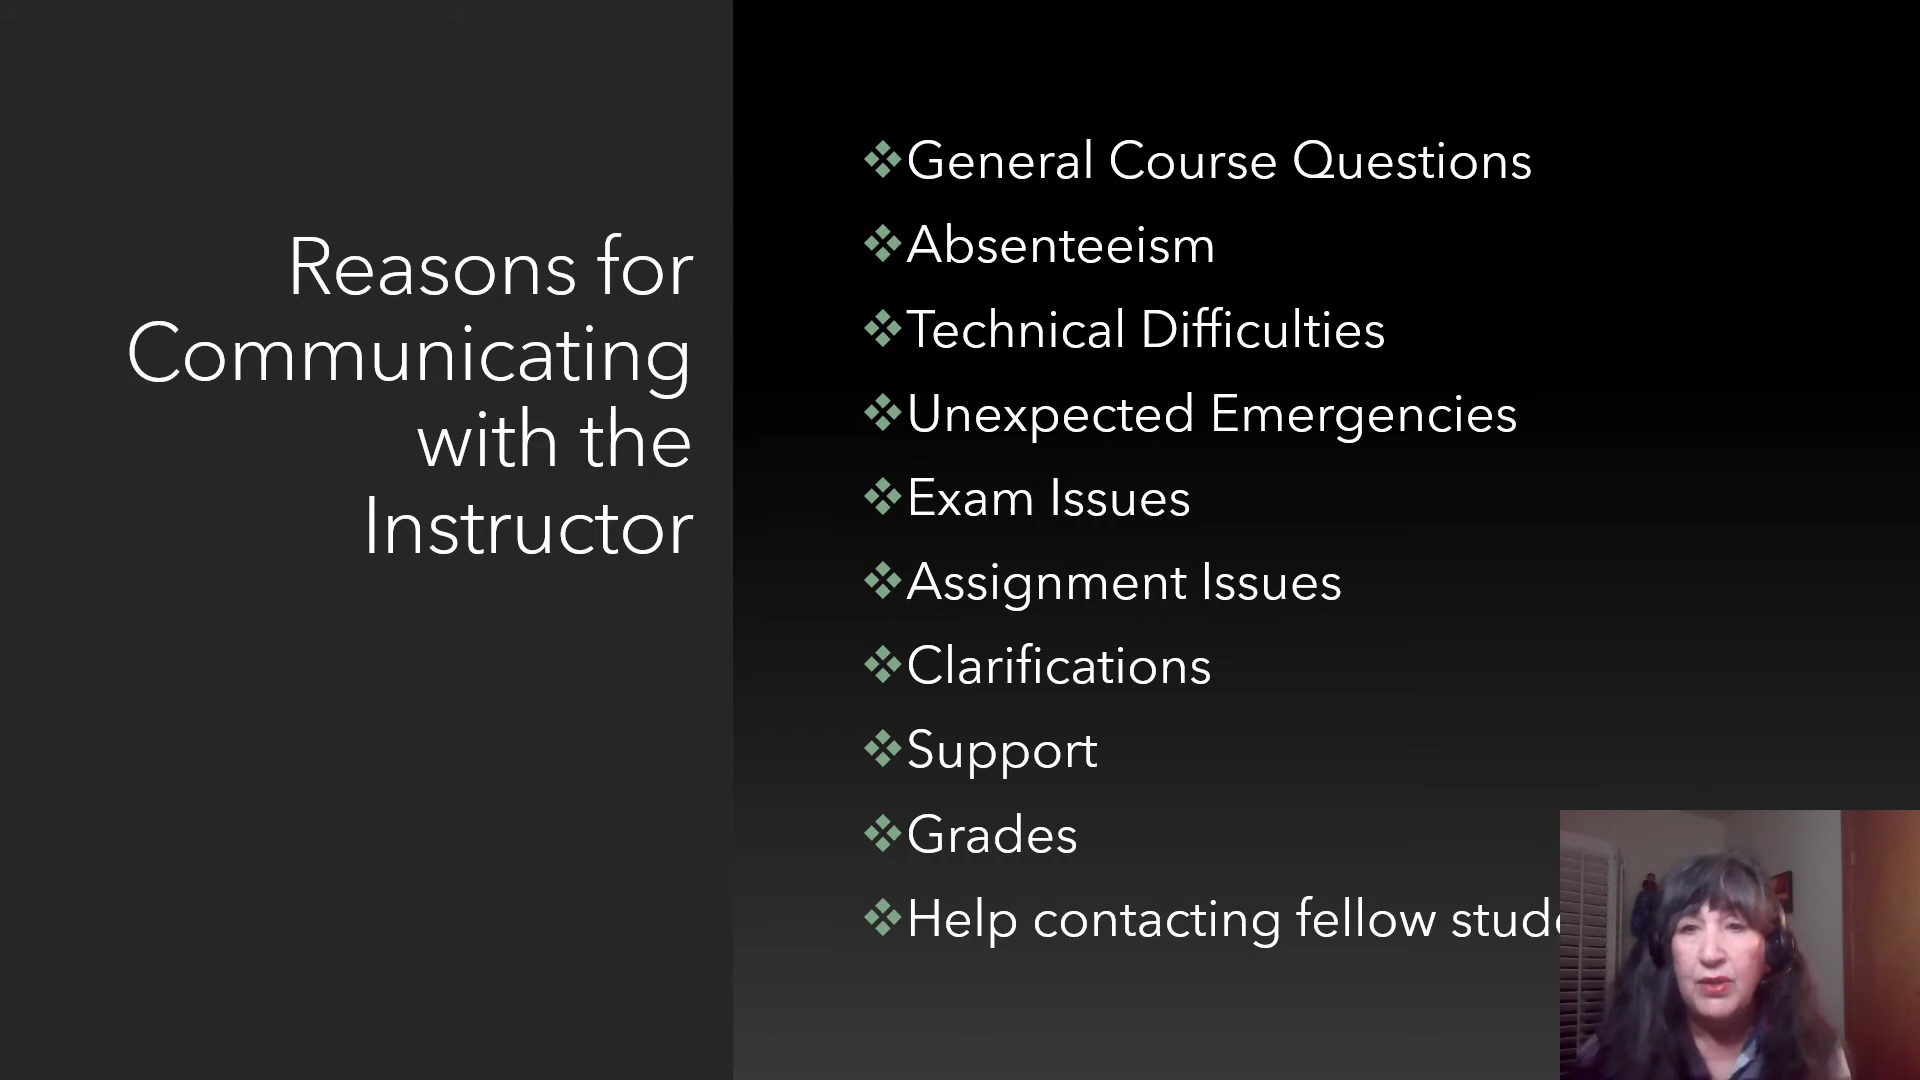 Reasons for
Communicating
with the
Instructor
General Course Questions
Absenteeism
Technical Difficulties
Unexpected Emergencies
Exam Issues
Assignment Issues
Clarifications
Support
Grades
Help contacting fellow